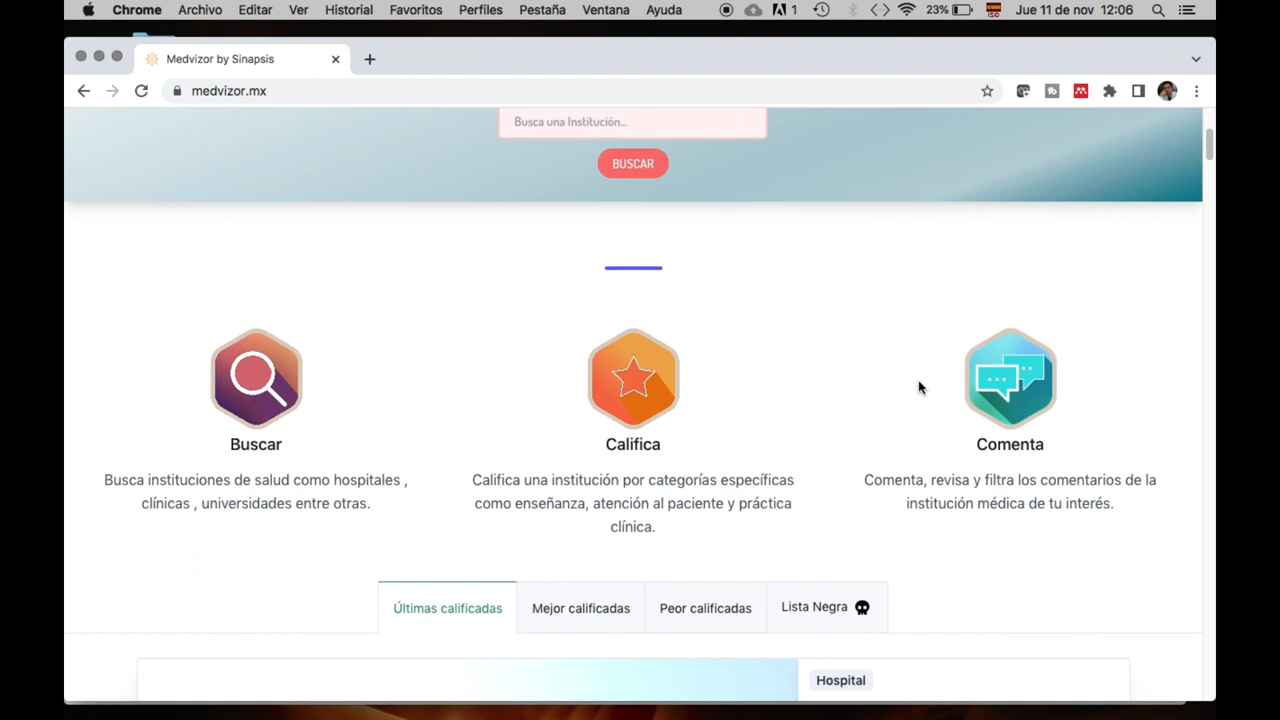 Chrome Archivo Editar Ver Historial Favoritos Perfiles Pestaña Ventana Ayuda 1 23% ISO Jue 11 de nov 12:06
Medvizor by Sinapsis
medvizor.mx
Busca una Institución...
BUSCAR
Buscar
Busca instituciones de salud como hospitales ,
clínicas , universidades entre otras.
Califica
Califica una institución por categorías específicas
como enseñanza, atención al paciente y práctica
clínica.
Comenta
Comenta, revisa y filtra los comentarios de la
institución médica de tu interés.
Últimas calificadas Mejor calificadas Peor calificadas Lista Negra
Hospital